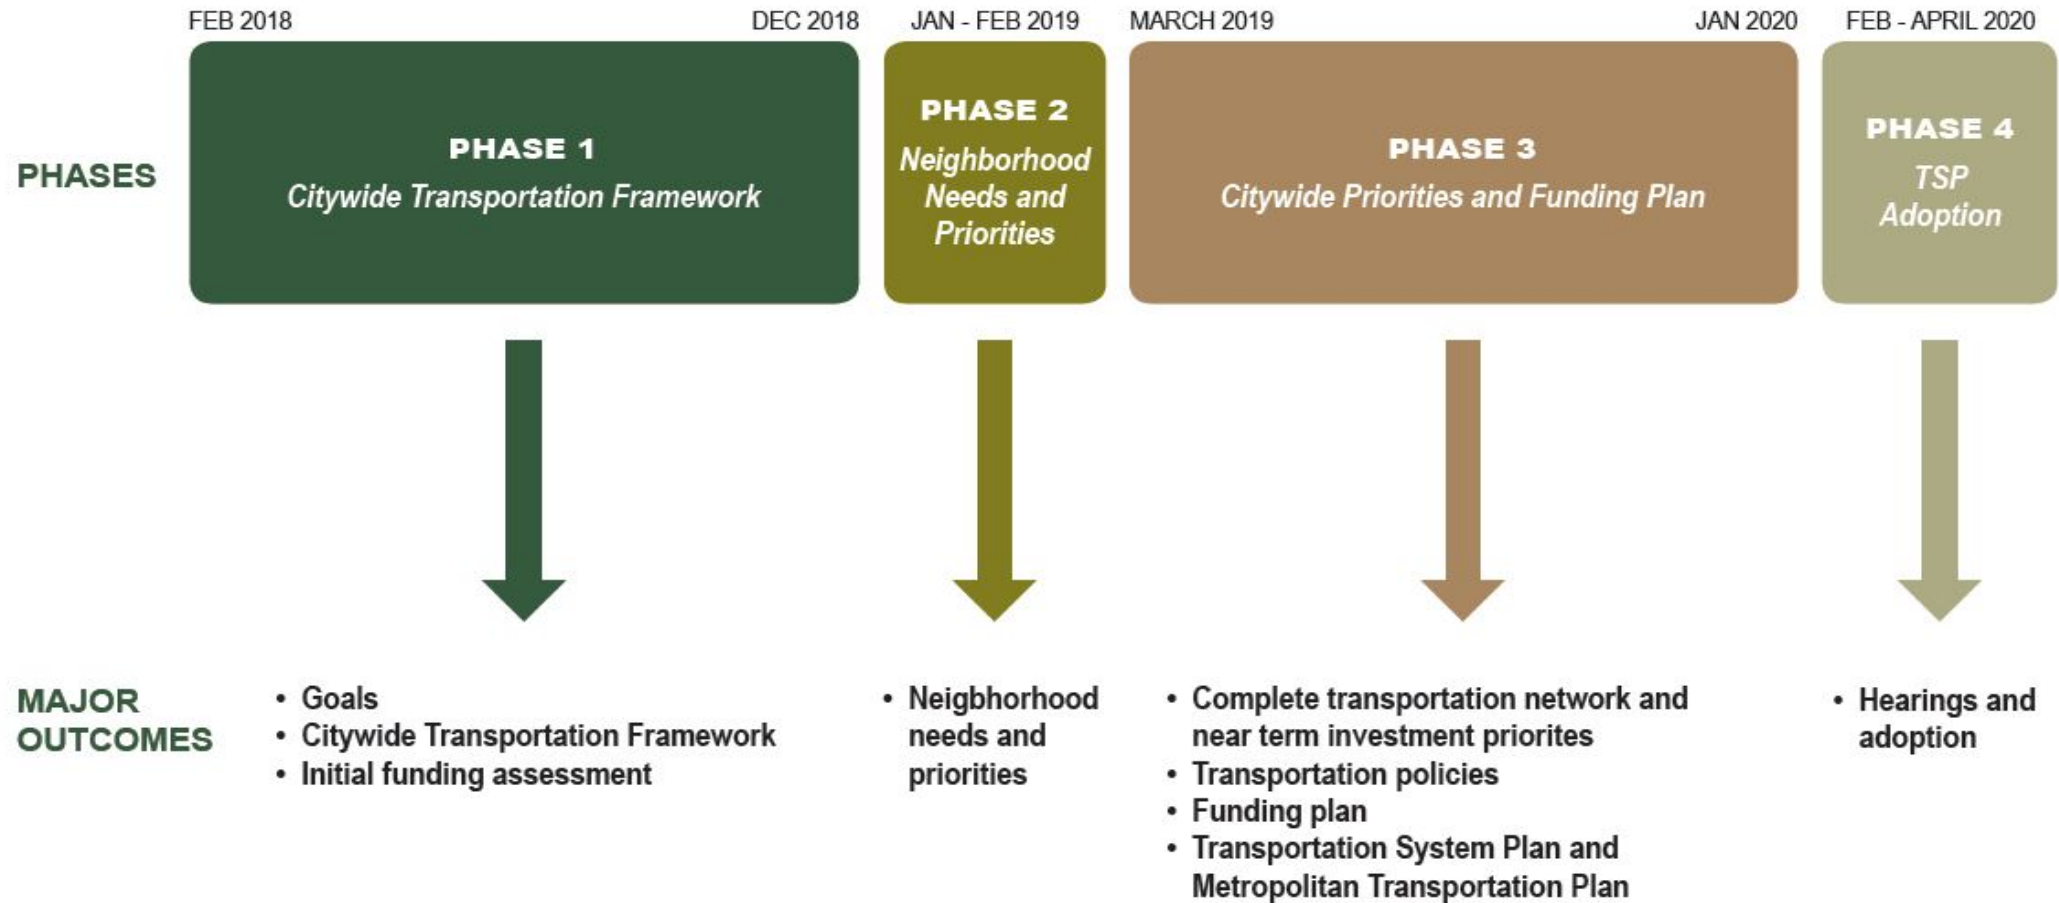 FEB 2018
DEC 2018
JAN - FEB 2019
MARCH 2019
JAN 2020
FEB - APRIL 2020
PHASES
PHASE 1
Citywide Transportation Framework
PHASE 2
Neighborhood
Needs and
Priorities
PHASE 3
Citywide Priorities and Funding Plan
PHASE 4
TSP
Adoption
MAJOR
OUTCOMES
• Goals
• Citywide Transportation Framework
• Initial funding assessment
• Neigbhorhood
needs and
priorities
• Complete transportation network and
near term investment priorites
• Transportation policies
• Funding plan
• Transportation System Plan and
Metropolitan Transportation Plan
• Hearings and
adoption